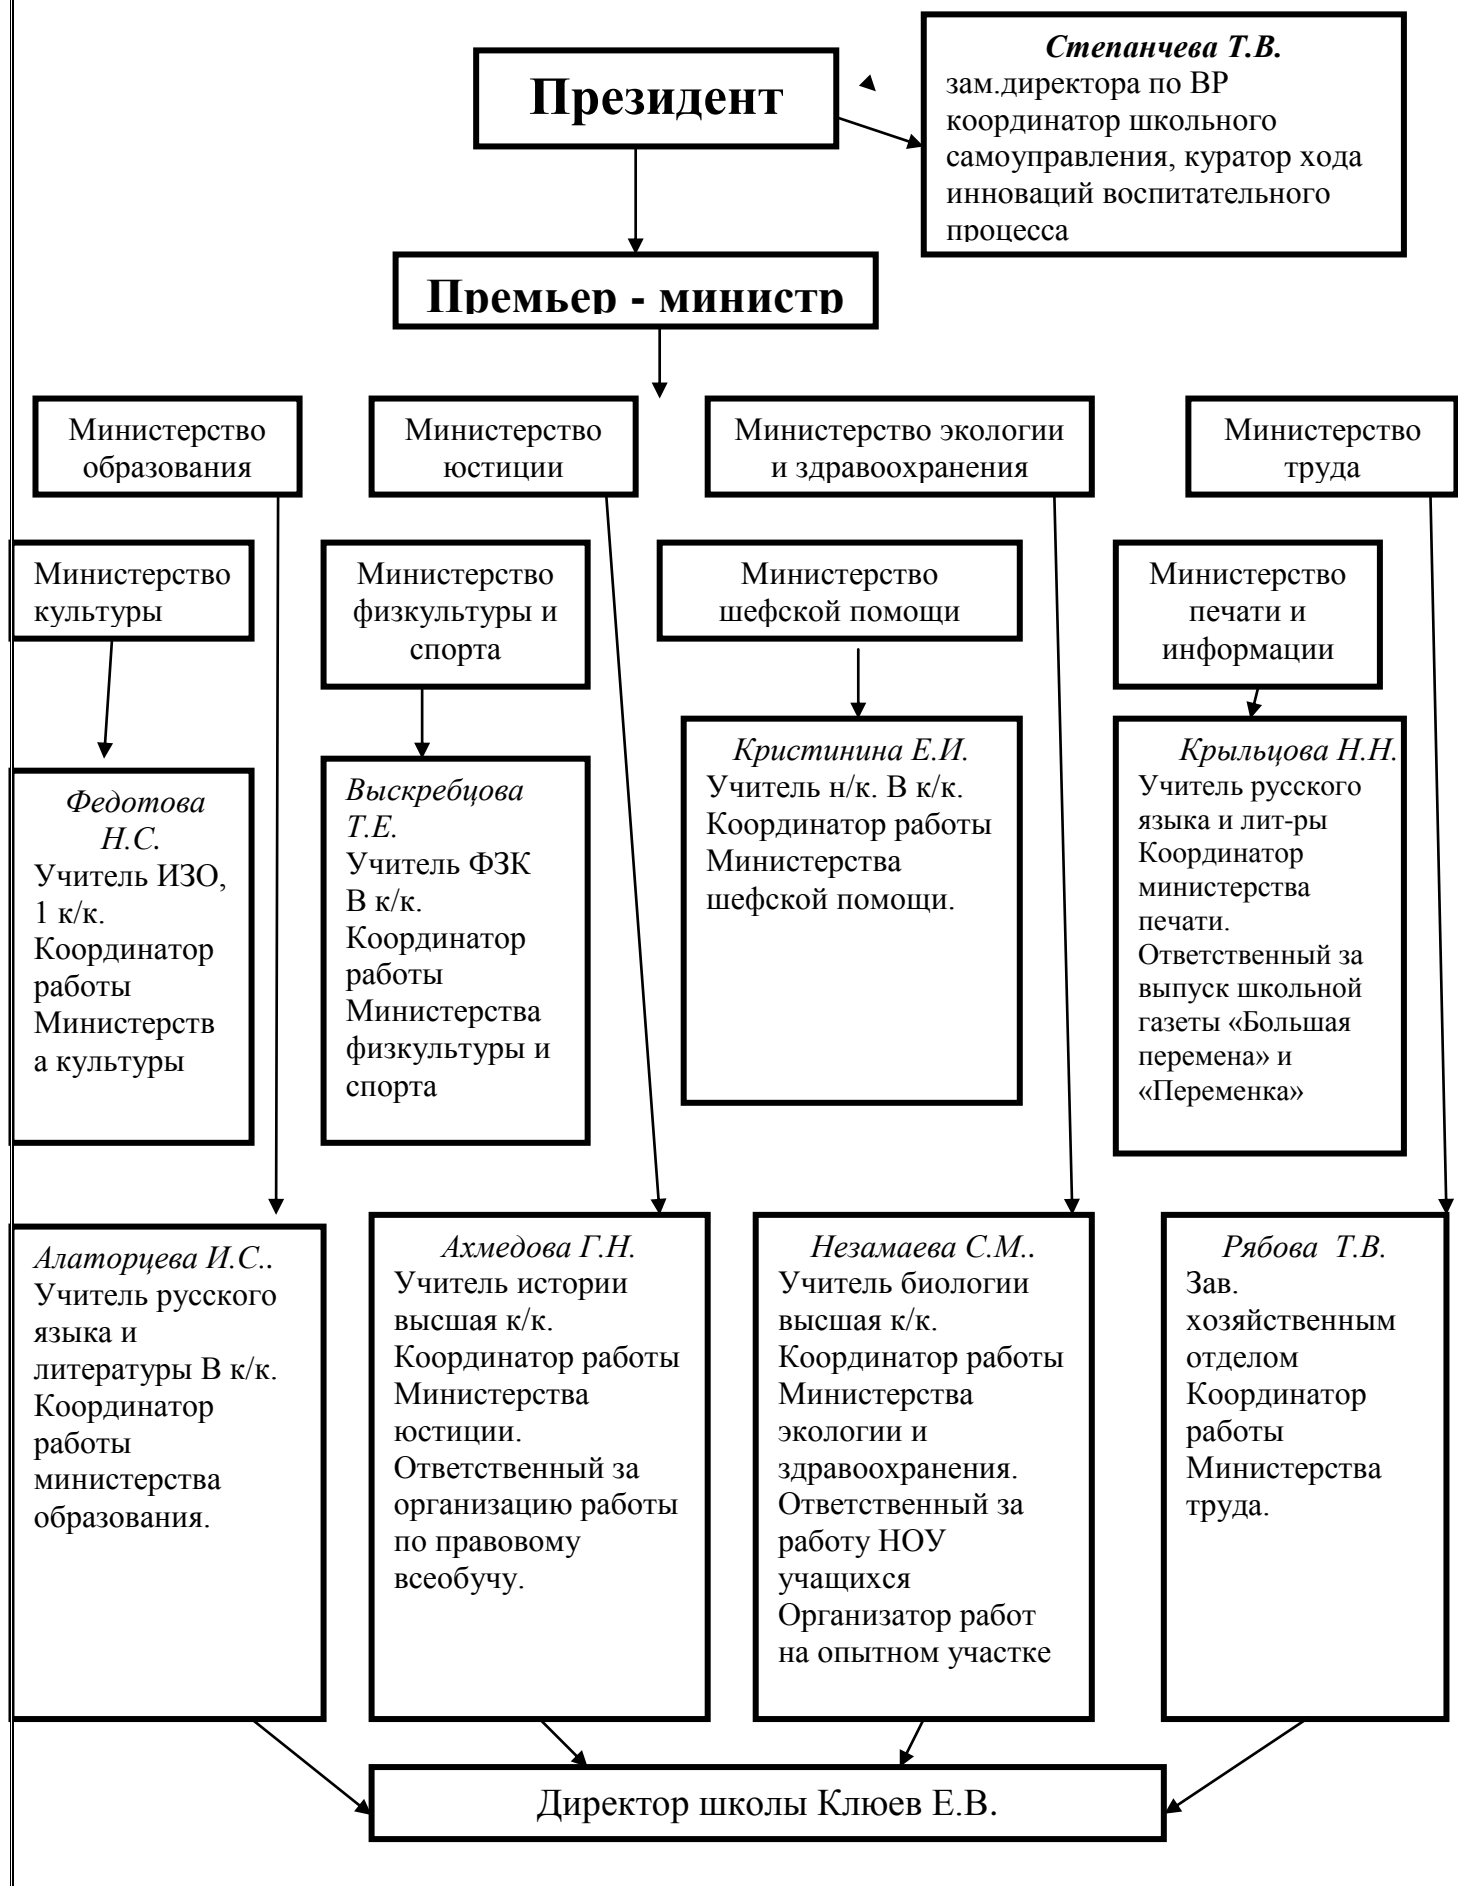 Президент
Степанчева Т.В.
зам.директора по ВР
координатор школьного
самоуправления, куратор хода
инноваций воспитательного
процесса
Премьер - министр
Министерство
образования
Министерство
юстиции
Министерство экологии
и здравоохранения
Министерство
труда
Министерство
культуры
Министерство
физкультуры и
спорта
Министерство
шефской помощи
Министерство
печати и
информации
Федотова
Н.С.
Учитель ИЗО,
1 к/к.
Координатор
работы
Министерств
а культуры
Выскребцова
Т.Е.
Учитель ФЗК
В к/к.
Координатор
работы
Министерства
физкультуры и
спорта
Кристинина Е.И.
Учитель н/к. В к/к.
Координатор работы
Министерства
шефской помощи.
Крыльцова Н.Н.
Учитель русского
языка и лит-ры
Координатор
министерства
печати.
Ответственный за
выпуск школьной
газеты «Большая
перемена» и
«Переменка»
Алаторцева И.С..
Учитель русского
языка и
литературы В к/к.
Координатор
работы
министерства
образования.
Ахмедова Г.Н.
Учитель истории
высшая к/к.
Координатор работы
Министерства
юстиции.
Ответственный за
организацию работы
по правовому
всеобучу.
Незамаева С.М..
Учитель биологии
высшая к/к.
Координатор работы
Министерства
экологии и
здравоохранения.
Ответственный за
работу НОУ
учащихся
Организатор работ
на опытном участке
Рябова Т.В.
Зав.
хозяйственным
отделом
Координатор
работы
Министерства
труда.
Директор школы Клюев Е.В.